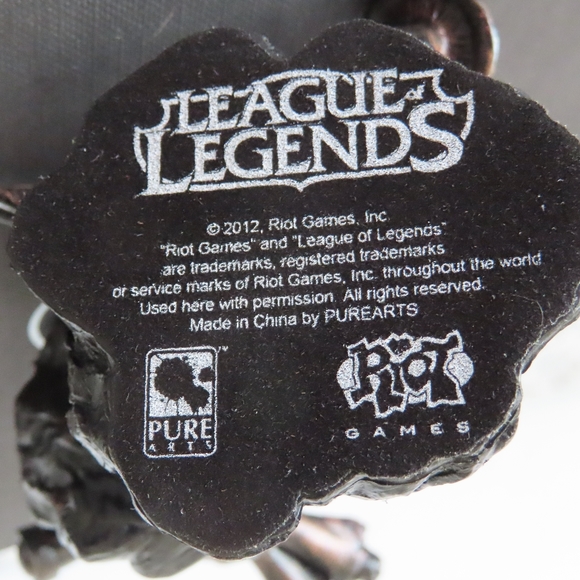 LEAGUE of
LEGENDS
© 2012, Riot Games, Inc.
"Riot Games" and "League of Legends"
are trademarks, registered trademarks
or service marks of Riot Games, Inc. throughout the world
Used here with permission. All rights reserved.
Made in China by PUREARTS
PURE
ARTS
™
RIOT
GAMES